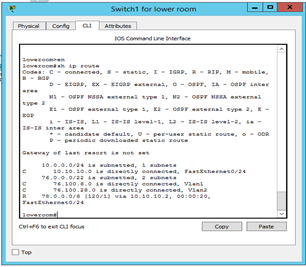 Switch1 for lower room
Physical Config CLI Attributes
IOS Command Line Interface
lowercom>en
lowercom#sh ip route
Codes: C - connected, S - static, I - IGRP, R - RIP, M - mobile,
B - BGP
D - EIGRP, EX - EIGRP external, O - OSPF, IA - OSPF inter
area
N1 - OSPF NSSA external type 1, N2 - OSPF NSSA external
type 2
E1 - OSPF external type 1, E2 - OSPF external type 2, E -
EGP
i - IS-IS, L1 - IS-IS level-1, L2 - IS-IS level-2, ia -
IS-IS inter area
* - candidate default, U - per-user static route, o - ODR
P - periodic downloaded static route
Gateway of last resort is not set
10.0.0.0/24 is subnetted, 1 subnets
C 10.10.10.0 is directly connected, FastEthernet0/24
76.0.0.0/22 is subnetted, 2 subnets
C 76.100.8.0 is directly connected, Vlan1
C 76.100.28.0 is directly connected, Vlan2
R 78.0.0.0/8 [120/1] via 10.10.10.2, 00:00:20,
FastEthernet0/24
lowercom#
Ctrl+F6 to exit CLI focus
Copy Paste
Top